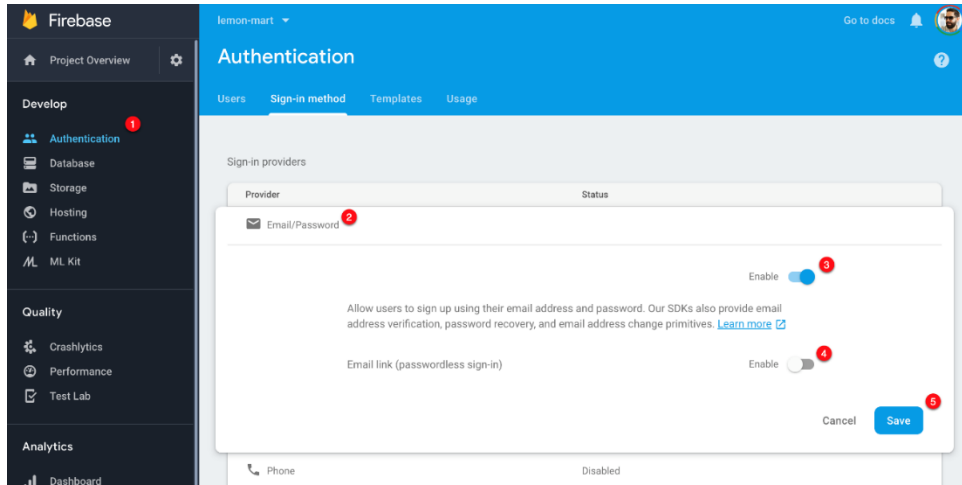 Firebase
lemon-mart
Go to docs
Project Overview
Authentication
Users Sign-in method Templates Usage
Develop
1
Authentication
Database
Storage
Hosting
Functions
ML Kit
Quality
Crashlytics
Performance
Test Lab
Analytics
Dashboard
Sign-in providers
Provider Status
Email/Password 2
Enable 3
Allow users to sign up using their email address and password. Our SDKs also provide email
address verification, password recovery, and email address change primitives. Learn more
Email link (passwordless sign-in) Enable 4
5
Cancel Save
Phone Disabled